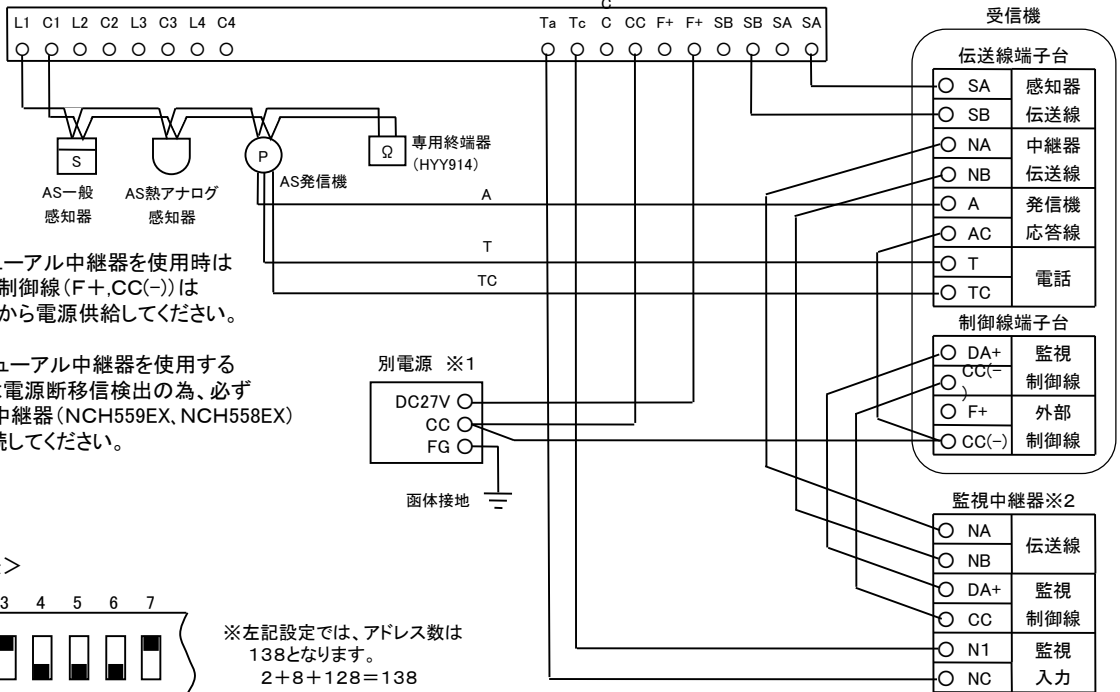 L1 C1 L2 C2 L3 C3 L4 C4
Ta Tc C C CC F+ F+ SB SB SA SA
S
AS一般
感知器
AS熱アナログ
感知器
P
AS発信機
Ω
専用終端器
(HYY914)
A
T
TC
ューアル中継器を使用時は
制御線(F+,CC(-))は
から電源供給してください。
ューアル中継器を使用する
電源断移信検出の為、必ず
中継器(NCH559EX、NCH558EX)
続してください。
別電源 ※1
DC27V
CC
FG
函体接地
受信機
伝送線端子台
SA 感知器
SB 伝送線
NA 中継器
NB 伝送線
A 発信機
AC 応答線
T 電話
TC
制御線端子台
DA+ 監視
CC(-) 制御線
F+ 外部
CC(-) 制御線
監視中継器※2
NA 伝送線
NB
DA+ 監視
CC 制御線
N1 監視
NC 入力
>
3 4 5 6 7
※左記設定では、アドレス数は
138となります。
2+8+128=138